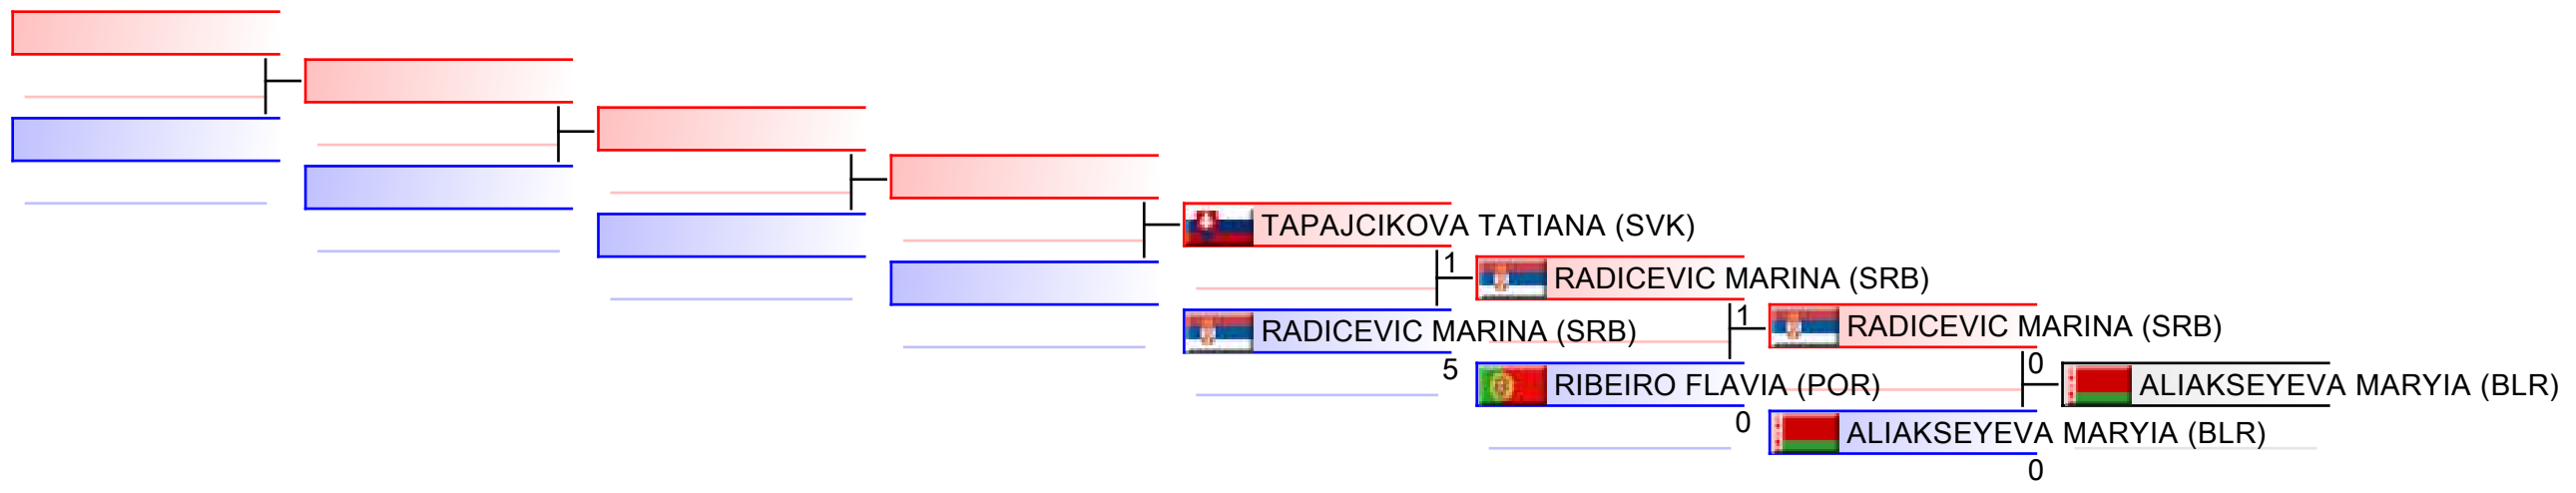 TAPAJCIKOVA TATIANA (SVK)
1
RADICEVIC MARINA (SRB)
RADICEVIC MARINA (SRB)
5
1
RADICEVIC MARINA (SRB)
RIBEIRO FLAVIA (POR)
0
0
ALIAKSEYEVA MARYIA (BLR)
ALIAKSEYEVA MARYIA (BLR)
0